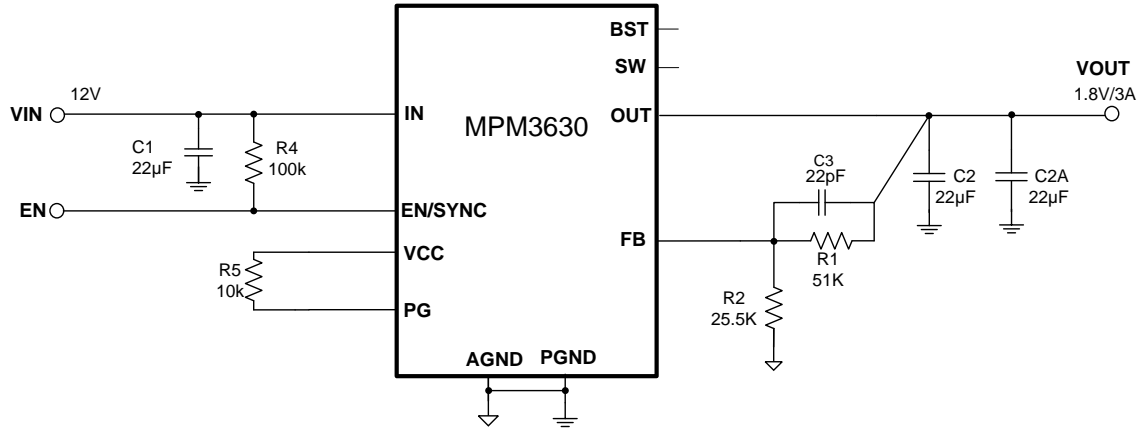 BST
SW
VOUT
1.8V/3A
12V
VIN
IN
MPM3630
OUT
C1
22µF
R4
100k
C3
22pF
C2
22µF
C2A
22µF
EN
EN/SYNC
FB
VCC
R1
51K
R5
10k
R2
25.5K
PG
AGND
PGND